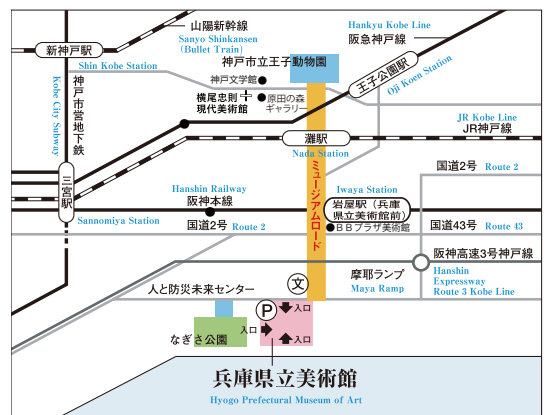 山陽新幹線
Sanyo Shinkansen
(Bullet Train)
Hankyu Kobe Line
阪急神戸線
新神戸駅
Shin Kobe Station
神戸市立王子動物園
王子公園駅
Oji Koen Station
神戸文学館
横尾忠則
現代美術館
原田の森
ギャラリー
神戸市営地下鉄
Kobe City Subway
JR Kobe Line
JR神戸線
灘駅
Nada Station
ミュージアムロード
国道2号 Route 2
Hanshin Railway
阪神本線
Iwaya Station
岩屋駅（兵庫
県立美術館前）
三宮駅
Sannomiya Station
国道2号 Route 2
BBプラザ美術館
国道43号 Route 43
阪神高速3号神戸線
Hanshin
Expressway
Route 3 Kobe Line
摩耶ランプ
Maya Ramp
人と防災未来センター
文
P
入口
入口
入口
なぎさ公園
兵庫県立美術館
Hyogo Prefectural Museum of Art